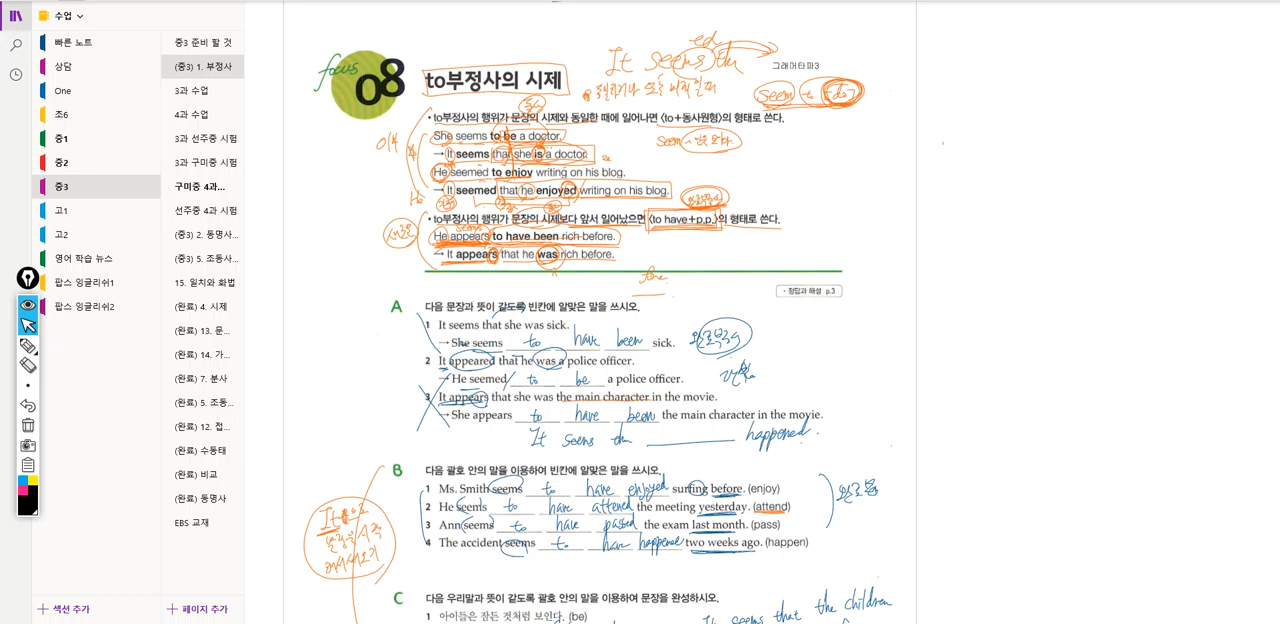 수업
빠른 노트
상담
One
초6
중1
중2
중3
고1
고2
영어 학습 뉴스
팝스 잉글리쉬1
팝스 잉글리쉬2
섹션 추가
중3 준비 할 것
(중3) 1. 부정사
3과 수업
4과 수업
3과 선주중 시험
3과 구미중 시험
구미중 4과...
선주중 4과 시험
(중3) 2. 동명사...
(중3) 5. 조동사...
15. 일치와 화법
(완료) 4. 시제
(완료) 13. 문...
(완료) 14. 가...
(완료) 7. 분사
(완료) 5. 조동...
(완료) 12. 접...
(완료) 수동태
(완료) 비교
(완료) 동명사
EBS 교재
페이지 추가
ed
It seems th
그래머타파3
focus
08 to부정사의 시제
seem to
• to부정사의 행위가 문장의 시제와 동일한 때에 일어나면 (to+동사원형)의 형태로 쓴다.
She seems to be a doctor.
→ It seems that she is a doctor.
He seemed to enjoy writing on his blog.
→ It seemed that he enjoyed writing on his blog.
• to부정사의 행위가 문장의 시제보다 앞서 일어났으면 (to have+p.p.)의 형태로 쓴다.
seems
He appears to have been rich before.
→ It appears that he was rich before.
• 정답과 해설 p.3
A 다음 문장과 뜻이 같도록 빈칸에 알맞은 말을 쓰시오.
1 It seems that she was sick.
→ She seems to have been sick.
2 It appeared that he was a police officer.
→ He seemed to be a police officer.
3 It appears that she was the main character in the movie.
→ She appears to have been the main character in the movie.
It seems th happened.
B 다음 괄호 안의 말을 이용하여 빈칸에 알맞은 말을 쓰시오.
1 Ms. Smith seems to have enjoyed surfing before. (enjoy)
2 He seems to have attened the meeting yesterday. (attend)
3 Ann seems to have passed the exam last month. (pass)
4 The accident seems to have happened two weeks ago. (happen)
C 다음 우리말과 뜻이 같도록 괄호 안의 말을 이용하여 문장을 완성하시오.
1 아이들은 잠든 것처럼 보인다. (be)
It seems that the children